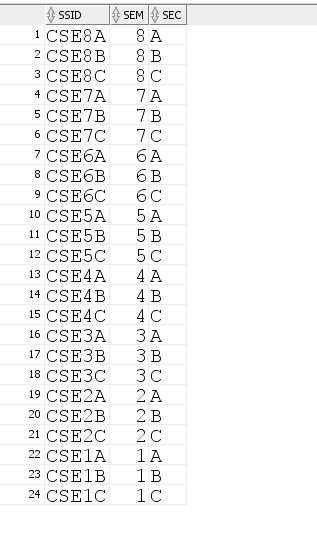 SSID SEM SEC
1 CSE8A 8 A
2 CSE8B 8 B
3 CSE8C 8 C
4 CSE7A 7 A
5 CSE7B 7 B
6 CSE7C 7 C
7 CSE6A 6 A
8 CSE6B 6 B
9 CSE6C 6 C
10 CSE5A 5 A
11 CSE5B 5 B
12 CSE5C 5 C
13 CSE4A 4 A
14 CSE4B 4 B
15 CSE4C 4 C
16 CSE3A 3 A
17 CSE3B 3 B
18 CSE3C 3 C
19 CSE2A 2 A
20 CSE2B 2 B
21 CSE2C 2 C
22 CSE1A 1 A
23 CSE1B 1 B
24 CSE1C 1 C